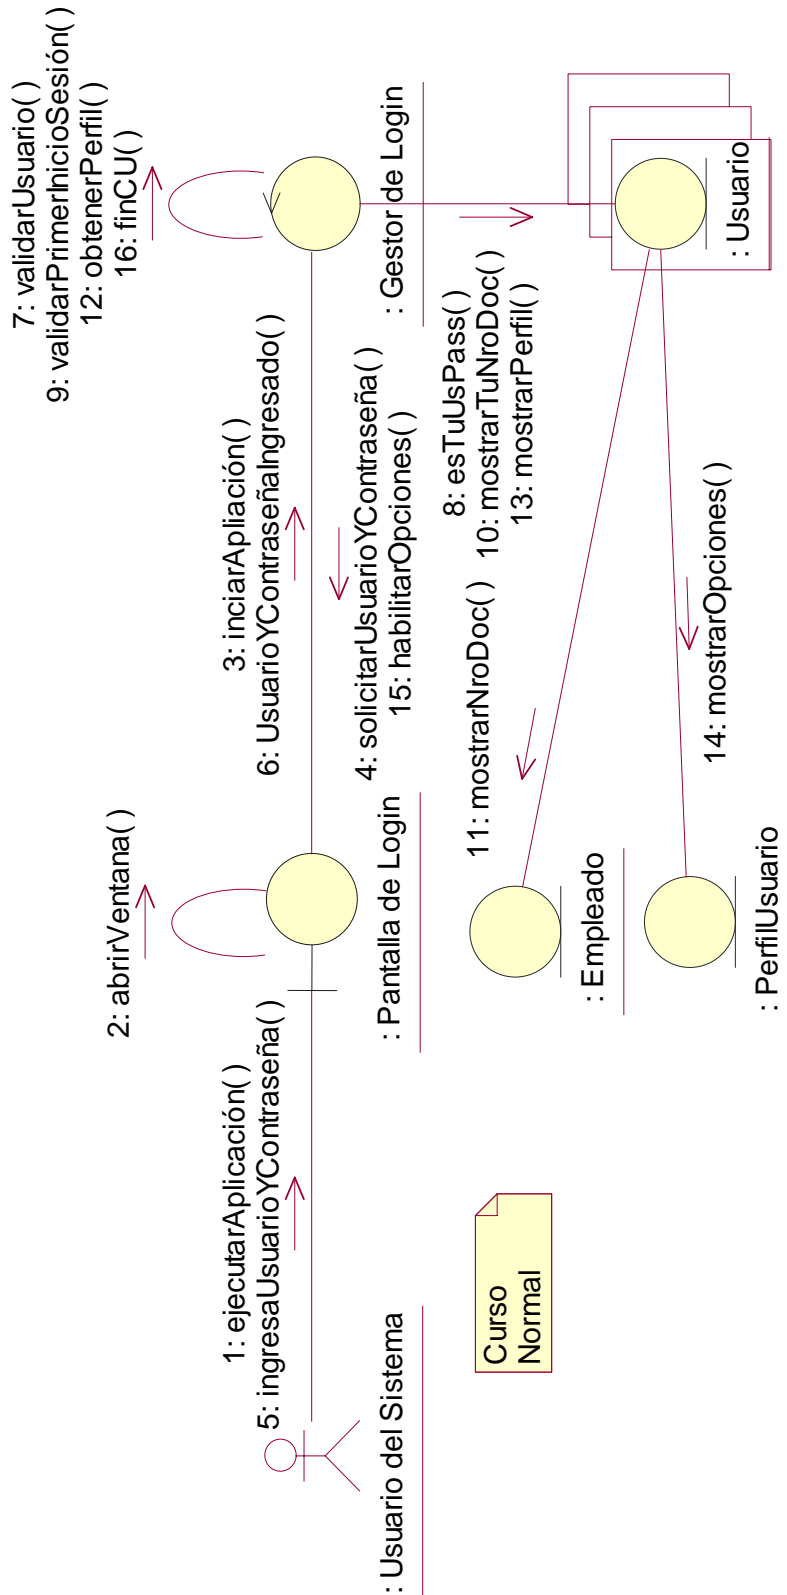 1: ejecutarAplicación( )
5: ingresaUsuarioYContraseña( )
: Usuario del Sistema
Curso
Normal
2: abrirVentana( )
: Pantalla de Login
3: inciarApliación( )
6: UsuarioYContraseñaIngresado( )
4: solicitarUsuarioYContraseña( )
15: habilitarOpciones( )
7: validarUsuario( )
9: validarPrimerInicioSesión( )
12: obtenerPerfil( )
16: finCU( )
: Gestor de Login
8: esTuUsPass( )
10: mostrarTuNroDoc( )
13: mostrarPerfil( )
: Usuario
11: mostrarNroDoc( )
: Empleado
14: mostrarOpciones( )
: PerfilUsuario